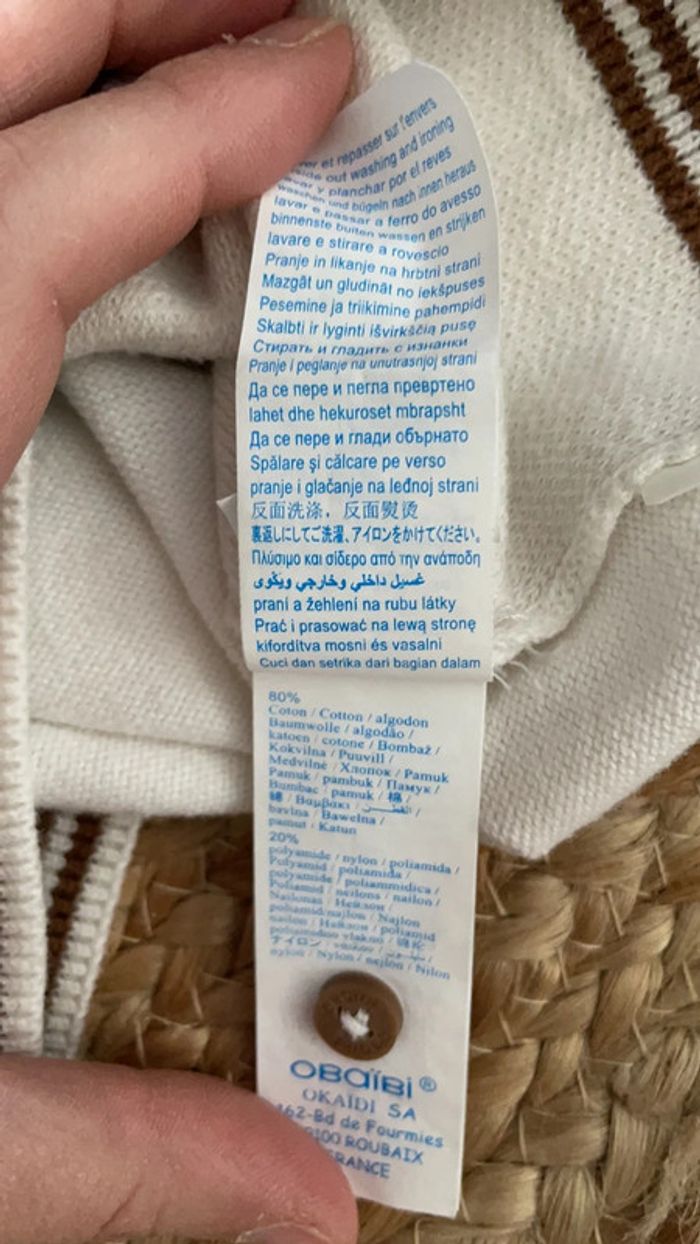 et repasser sur l'envers
out washing and ironing
y planchar por el reves
waschen und bügeln nach innen heraus
lavar e passar a ferro do avesso
binnenste buiten wassen en strijken
lavare e stirare a rovescio
Pranje in likanje na hrbtni strani
Mazgāt un gludināt no iekšpuses
Pesemine ja triikimine pahempidi
Skalbti ir lyginti išvirkščią pusę
Стирать и гладить с изнанки
Pranje i peglanje na unutrasnjoj strani
Да се пере и пегла превртено
lahet dhe hekuroset mbrapsht
Да се пере и глади обърнато
Spălare şi călcare pe verso
pranje i glačanje na leđnoj strani
反面洗涤，反面熨烫
裏返しにしてご洗濯、アイロンをかけてください。
Πλύσιμο και σίδερο από την ανάποδη
غسيل داخلي وخارجي ويكوى
praní a žehlení na rubu látky
Prać i prasować na lewą stronę
kifordítva mosni és vasalni
Cuci dan setrika dari bagian dalam
80%
Coton / Cotton / algodon
Baumwolle / algodão /
katoen / cotone / Bombaž /
Kokvilna / Puuvill /
Medvilnė / Хлопок / Pamuk
Pamuk / pambuk / Памук /
Bumbac / pamuk / 棉 /
綿 / Βαμβάκι / القطن /
bavlna / Bawełna /
pamut / Katun
20%
polyamide / nylon / poliamida /
Polyamid / poliamida /
polyamide / poliammidica /
Poliamid / neilons / nailon /
Nailonas / Нейлон /
poliamid/najlon / Najlon
nailon / Найлон / poliamid
poliamidno vlakno /
ナイロン /
nylon / Nylon / nejlon / Nilon
OBAÏBI®
OKAÏDI SA
162-Bd de Fourmies
ROUBAIX